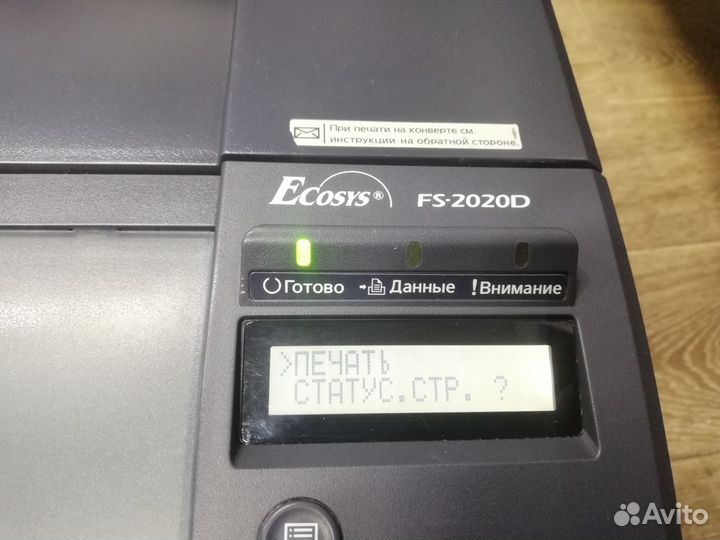 При печати на конверте см.
инструкции на обратной стороне.
ECOSYS® FS-2020D
Готово Данные !Внимание
>ПЕЧАТЬ
СТАТУС.СТР. ?
Avito